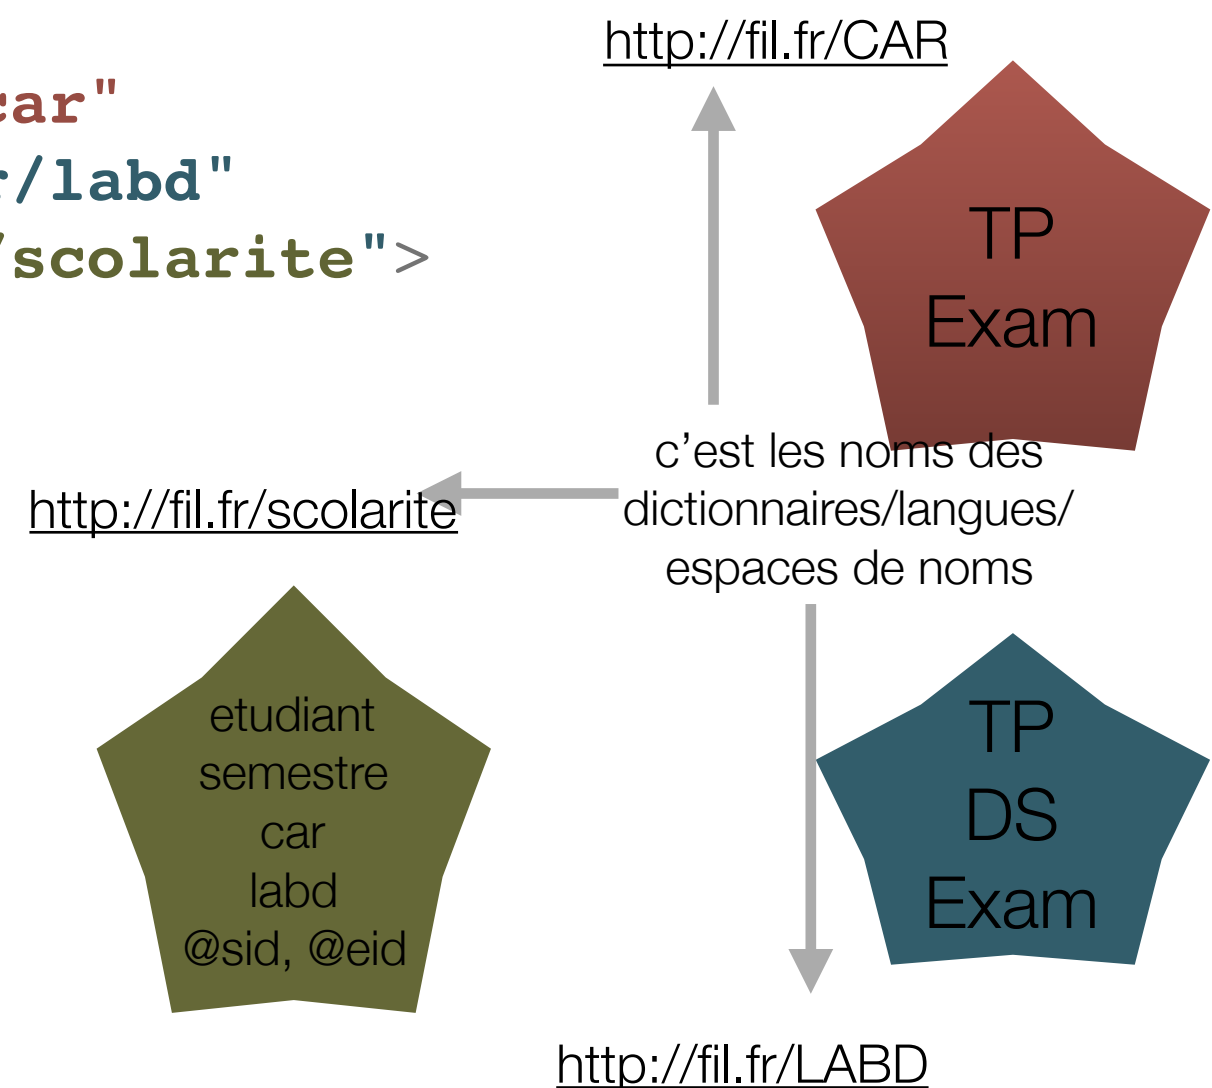 http://fil.fr/CAR
car"
r/labd"
/scolarite">
TP
Exam
c’est les noms des
dictionnaires/langues/
espaces de noms
http://fil.fr/scolarite
etudiant
semestre
car
labd
@sid, @eid
TP
DS
Exam
http://fil.fr/LABD